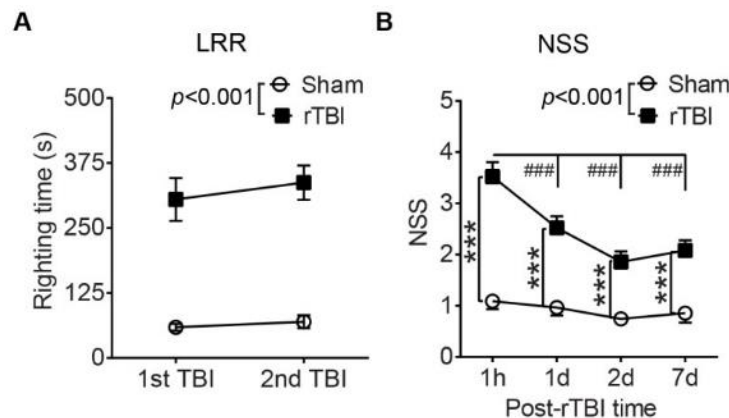 A
LRR
p<0.001
Sham
rTBI
Righting time (s)
500
375
250
125
0
1st TBI
2nd TBI
B
NSS
p<0.001
Sham
rTBI
NSS
5
4
3
2
1
0
###
###
###
***
***
***
***
1h
1d
2d
7d
Post-rTBI time